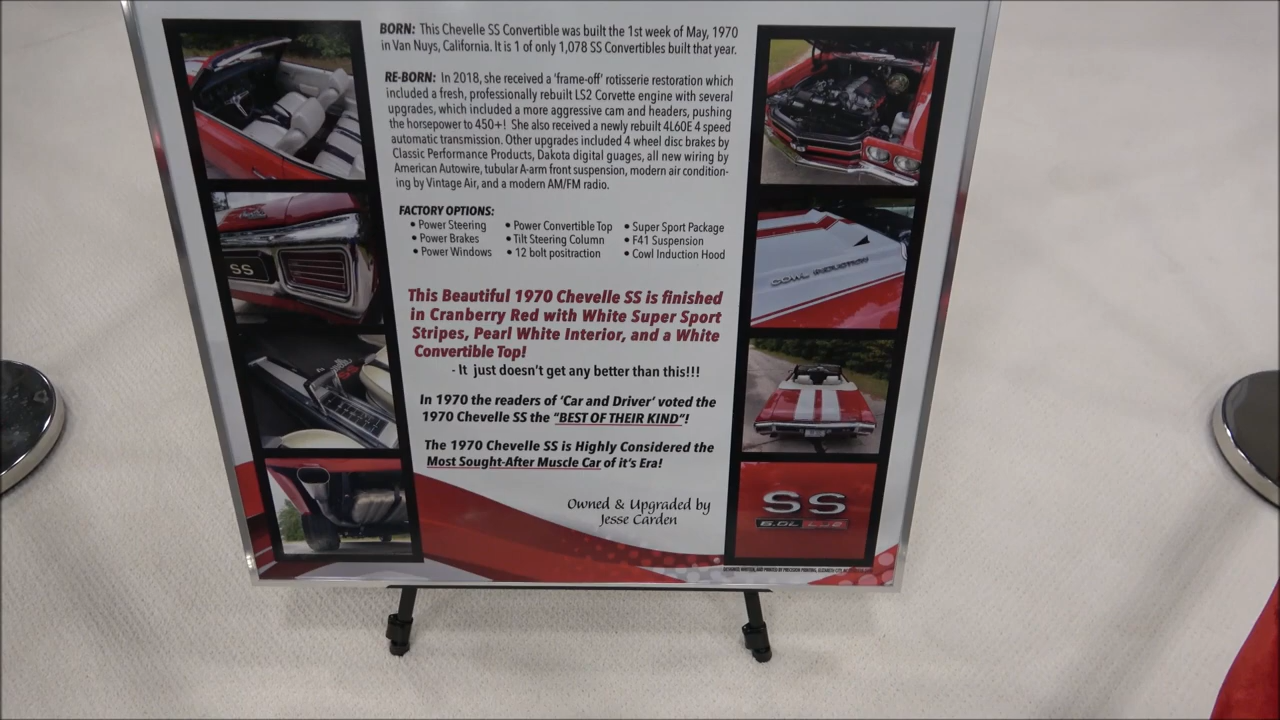 BORN: This Chevelle SS Convertible was built the 1st week of May, 1970
in Van Nuys, California. It is 1 of only 1,078 SS Convertibles built that year.
RE-BORN: In 2018, she received a 'frame-off' rotisserie restoration which
included a fresh, professionally rebuilt LS2 Corvette engine with several
upgrades, which included a more aggressive cam and headers, pushing
the horsepower to 450+! She also received a newly rebuilt 4L60E 4 speed
automatic transmission. Other upgrades included 4 wheel disc brakes by
Classic Performance Products, Dakota digital guages, all new wiring by
American Autowire, tubular A-arm front suspension, modern air condition-
ing by Vintage Air, and a modern AM/FM radio.
FACTORY OPTIONS:
• Power Steering • Power Convertible Top • Super Sport Package
• Power Brakes • Tilt Steering Column • F41 Suspension
• Power Windows • 12 bolt positraction • Cowl Induction Hood
This Beautiful 1970 Chevelle SS is finished
in Cranberry Red with White Super Sport
Stripes, Pearl White Interior, and a White
Convertible Top!
- It just doesn't get any better than this!!!
In 1970 the readers of 'Car and Driver' voted the
1970 Chevelle SS the "BEST OF THEIR KIND"!
The 1970 Chevelle SS is Highly Considered the
Most Sought-After Muscle Car of it's Era!
Owned & Upgraded by
Jesse Carden
SS
SS
COWL INDUCTION
SS
6.0L LS2